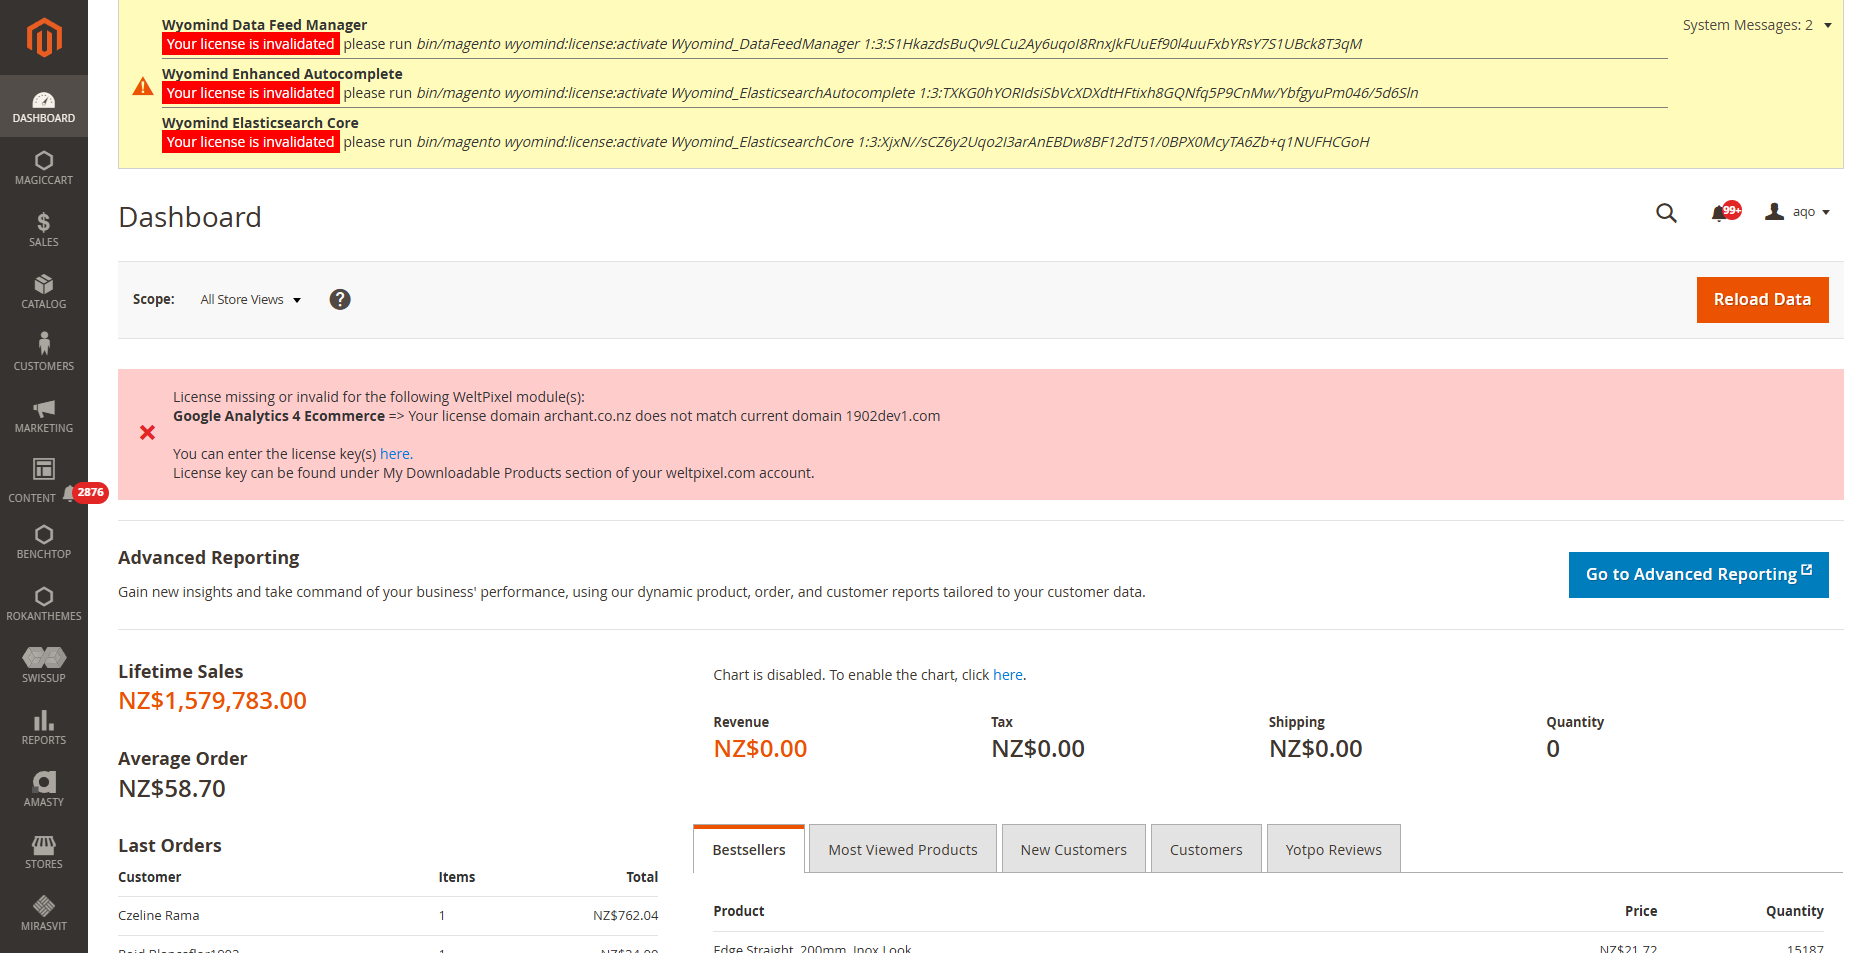 Wyomind Data Feed Manager
Your license is invalidated please run bin/magento wyomind:license:activate Wyomind_DataFeedManager 1:3:S1HkazdsBuQv9LCu2Ay6uqoI8RnxJkFUuEf90l4uuFxbYRsY7S1UBck8T3qM
System Messages: 2
Wyomind Enhanced Autocomplete
Your license is invalidated please run bin/magento wyomind:license:activate Wyomind_ElasticsearchAutocomplete 1:3:TXKG0hYORIdsiSbVcXDXdtHFtixh8GQNfq5P9CnMw/YbfgyuPm046/5d6Sln
Wyomind Elasticsearch Core
Your license is invalidated please run bin/magento wyomind:license:activate Wyomind_ElasticsearchCore 1:3:XjxN//sCZ6y2Uqo2I3arAnEBDw8BF12dT51/0BPX0McyTA6Zb+q1NUFHCGoH
DASHBOARD
MAGICCART
SALES
CATALOG
CUSTOMERS
MARKETING
CONTENT 2876
BENCHTOP
ROKANTHEMES
SWISSUP
REPORTS
AMASTY
STORES
MIRASVIT
Dashboard
99+
aqo
Scope: All Store Views ?
Reload Data
License missing or invalid for the following WeltPixel module(s):
Google Analytics 4 Ecommerce => Your license domain archant.co.nz does not match current domain 1902dev1.com
You can enter the license key(s) here.
License key can be found under My Downloadable Products section of your weltpixel.com account.
Advanced Reporting
Gain new insights and take command of your business' performance, using our dynamic product, order, and customer reports tailored to your customer data.
Go to Advanced Reporting
Lifetime Sales
NZ$1,579,783.00
Average Order
NZ$58.70
Last Orders
Customer Items Total
Czeline Rama 1 NZ$762.04
Chart is disabled. To enable the chart, click here.
Revenue Tax Shipping Quantity
NZ$0.00 NZ$0.00 NZ$0.00 0
Bestsellers Most Viewed Products New Customers Customers Yotpo Reviews
Product Price Quantity
Edge Straight, 200mm, Inox Look NZ$21.72 15187